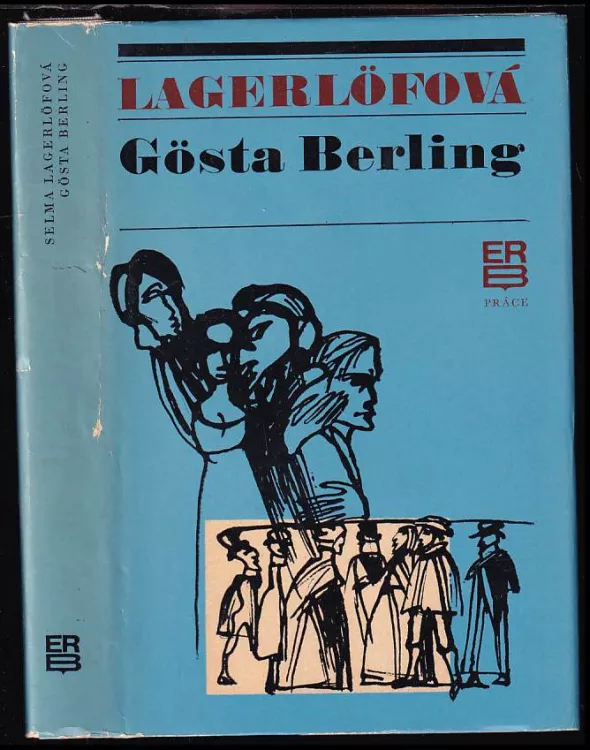 SELMA LAGERLÖFOVÁ
GÖSTA BERLING
LAGERLÖFOVÁ
Gösta Berling
ER
B
PRÁCE
ER
B